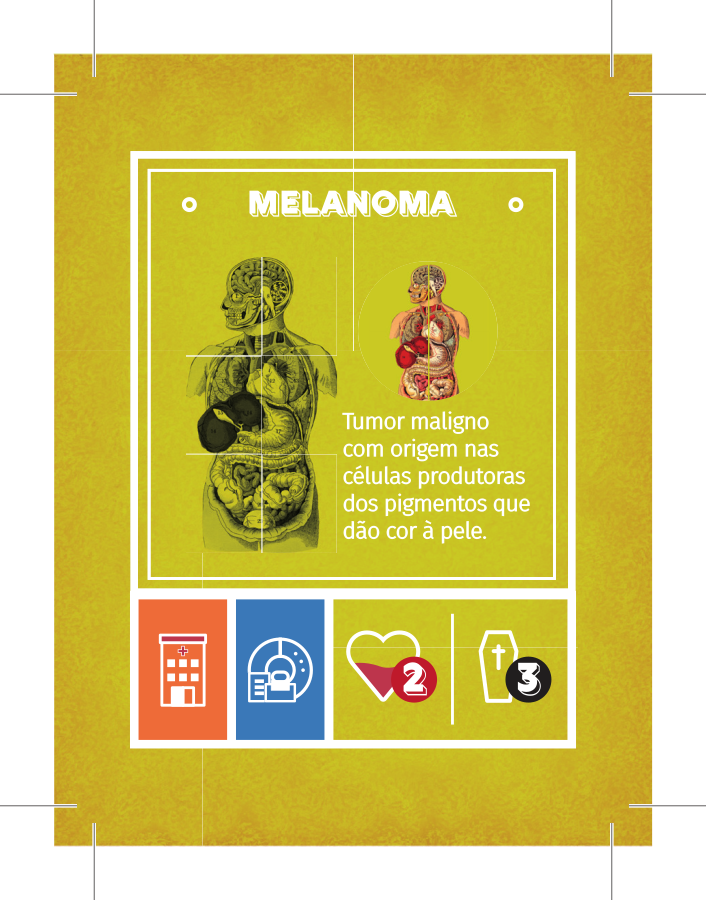 MELANOMA
Tumor maligno
com origem nas
células produtoras
dos pigmentos que
dão cor à pele.
2
3